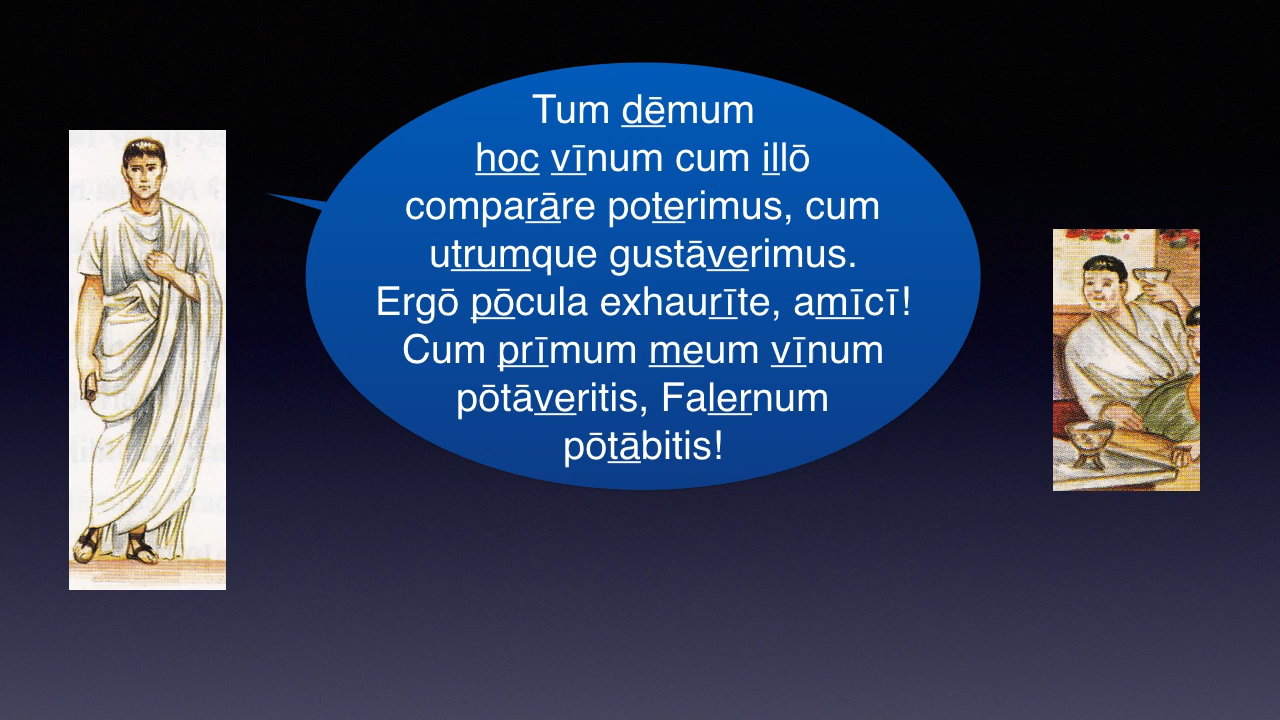 Tum dēmum
hoc vīnum cum illō
comparāre poterimus, cum
utrumque gustāverimus.
Ergō pōcula exhaurīte, amīcī!
Cum prīmum meum vīnum
pōtāveritis, Falernum
pōtābitis!